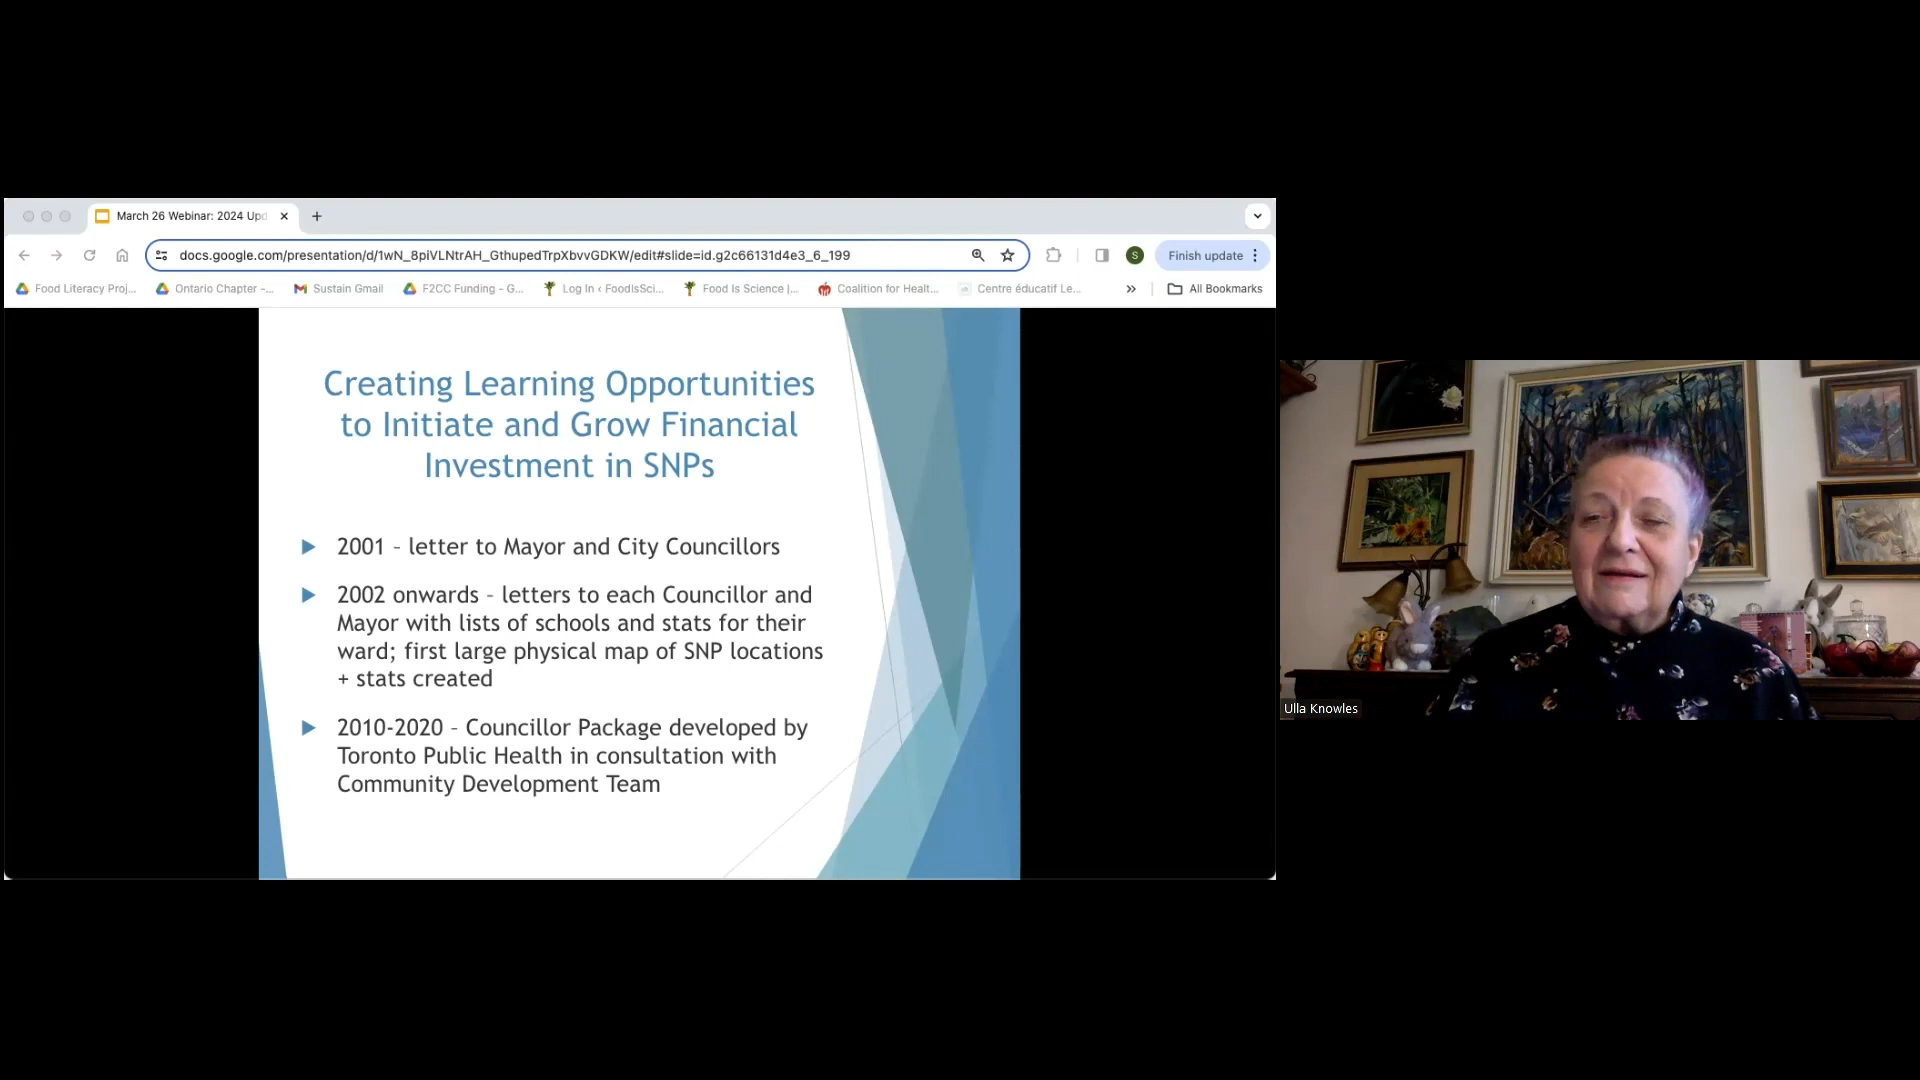 March 26 Webinar: 2024 Upd
docs.google.com/presentation/d/1wN_8piVLNtrAH_GthupedTrpXbvvGDKW/edit#slide=id.g2c66131d4e3_6_199
S
Finish update
Food Literacy Proj...
Ontario Chapter –...
Sustain Gmail
F2CC Funding - G...
Log In ‹ FoodIsSci...
Food Is Science |...
Coalition for Healt...
Centre éducatif Le...
»
All Bookmarks
Creating Learning Opportunities
to Initiate and Grow Financial
Investment in SNPs
2001 – letter to Mayor and City Councillors
2002 onwards – letters to each Councillor and
Mayor with lists of schools and stats for their
ward; first large physical map of SNP locations
+ stats created
2010-2020 – Councillor Package developed by
Toronto Public Health in consultation with
Community Development Team
Ulla Knowles